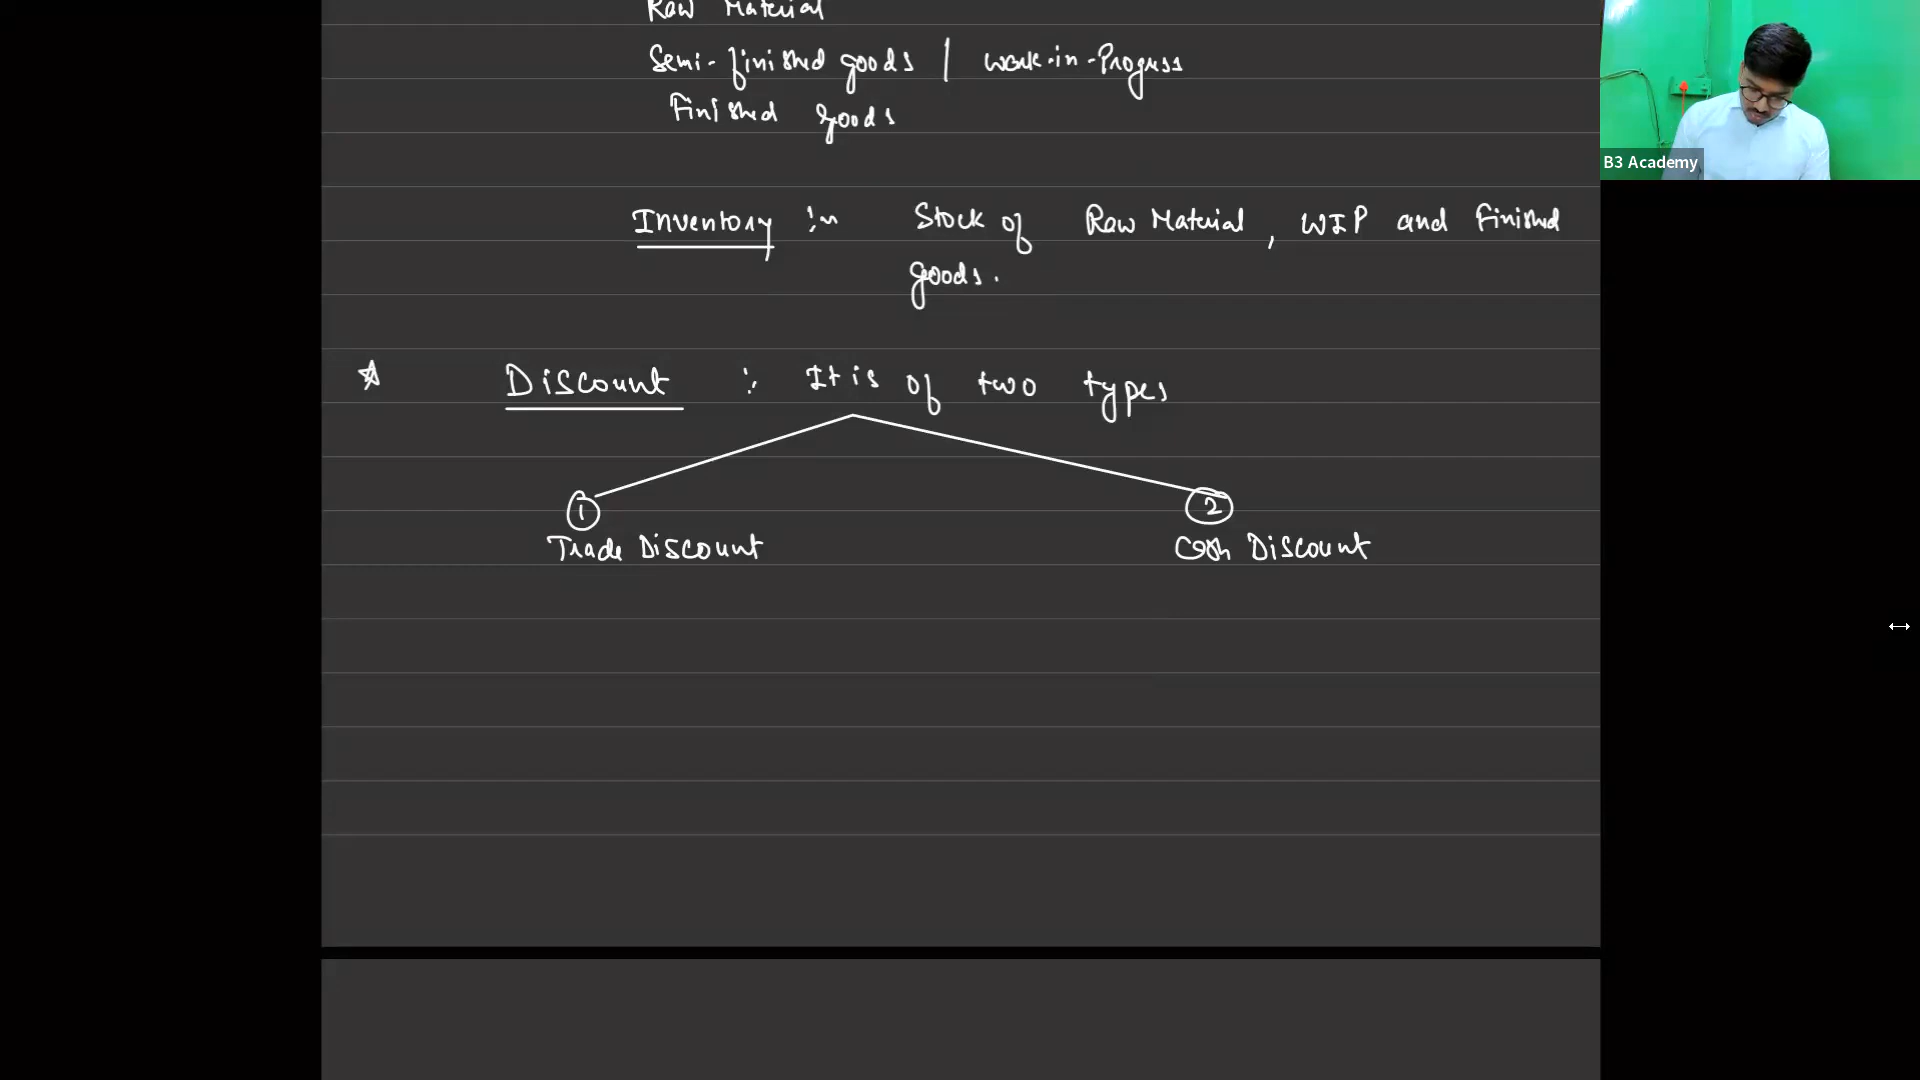 Raw Material
Semi-finished goods | Work-in-Progress
Finished goods
B3 Academy
Inventory :- Stock of Raw Material, WIP and Finished
goods.
Discount : It is of two types
1 2
Trade Discount Cash Discount